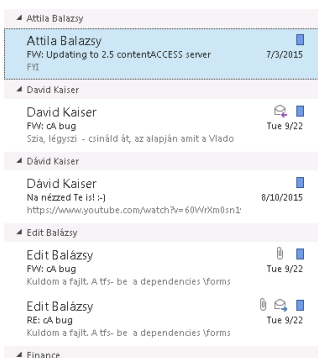 Attila Balazsy
Attila Balazsy
FW: Updating to 2.5 contentACCESS server 7/3/2015
FYI
David Kaiser
David Kaiser
FW: cA bug Tue 9/22
Szia, légyszi - csináld át, az alapján amit a Vlado
Dávid Kaiser
Dávid Kaiser
Na nézzed Te is! :-) 8/10/2015
https://www.youtube.com/watch?v=60WrXm0sn1
Edit Balázsy
Edit Balázsy
FW: cA bug Tue 9/22
Kuldom a fajlt. A tfs- be a dependencies \forms
Edit Balázsy
RE: cA bug Tue 9/22
Kuldom a fajlt. A tfs- be a dependencies \forms
Finance